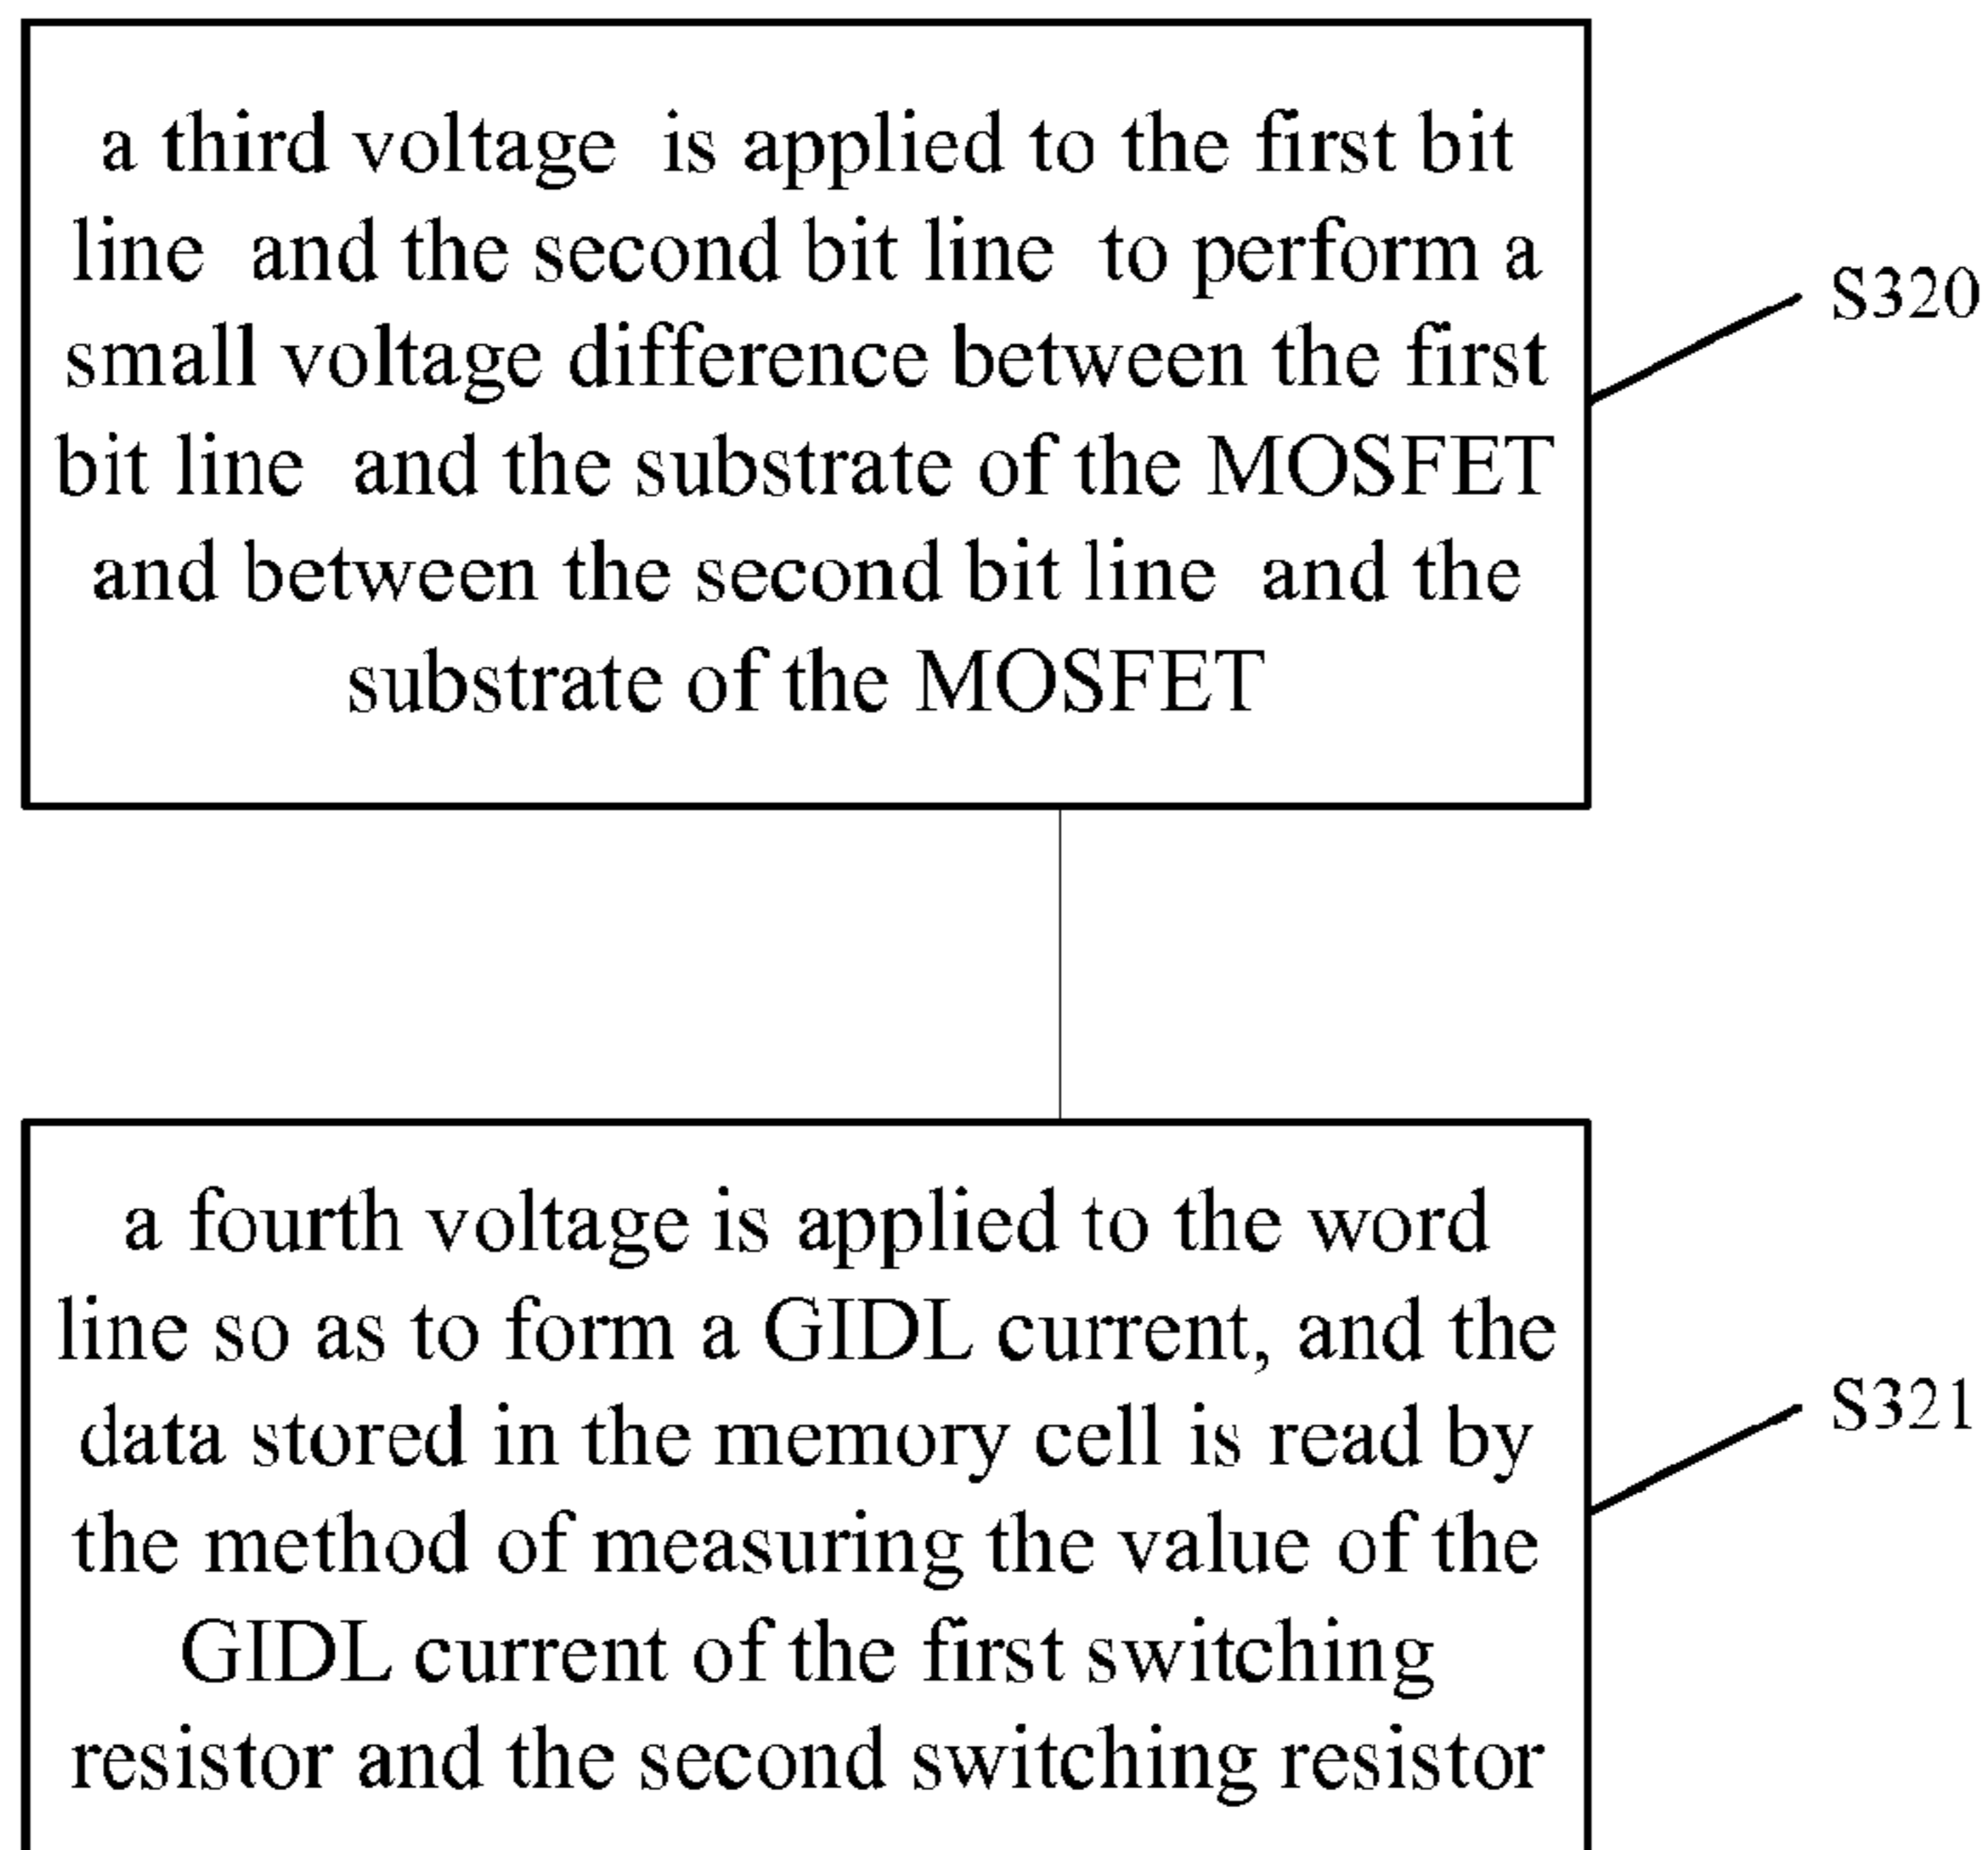 a third voltage is applied to the first bit
line and the second bit line to perform a
small voltage difference between the first
bit line and the substrate of the MOSFET
and between the second bit line and the
substrate of the MOSFET
S320
a fourth voltage is applied to the word
line so as to form a GIDL current, and the
data stored in the memory cell is read by
the method of measuring the value of the
GIDL current of the first switching
resistor and the second switching resistor
S321